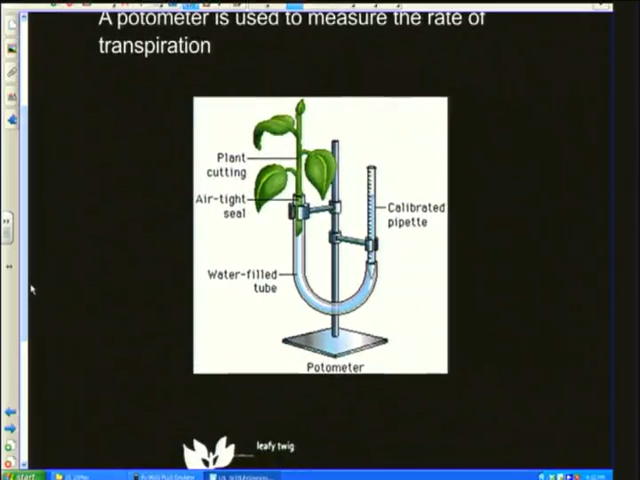 A potometer is used to measure the rate of
transpiration
Plant
cutting
Air-tight
seal
Calibrated
pipette
Water-filled
tube
Potometer
leafy twig
start